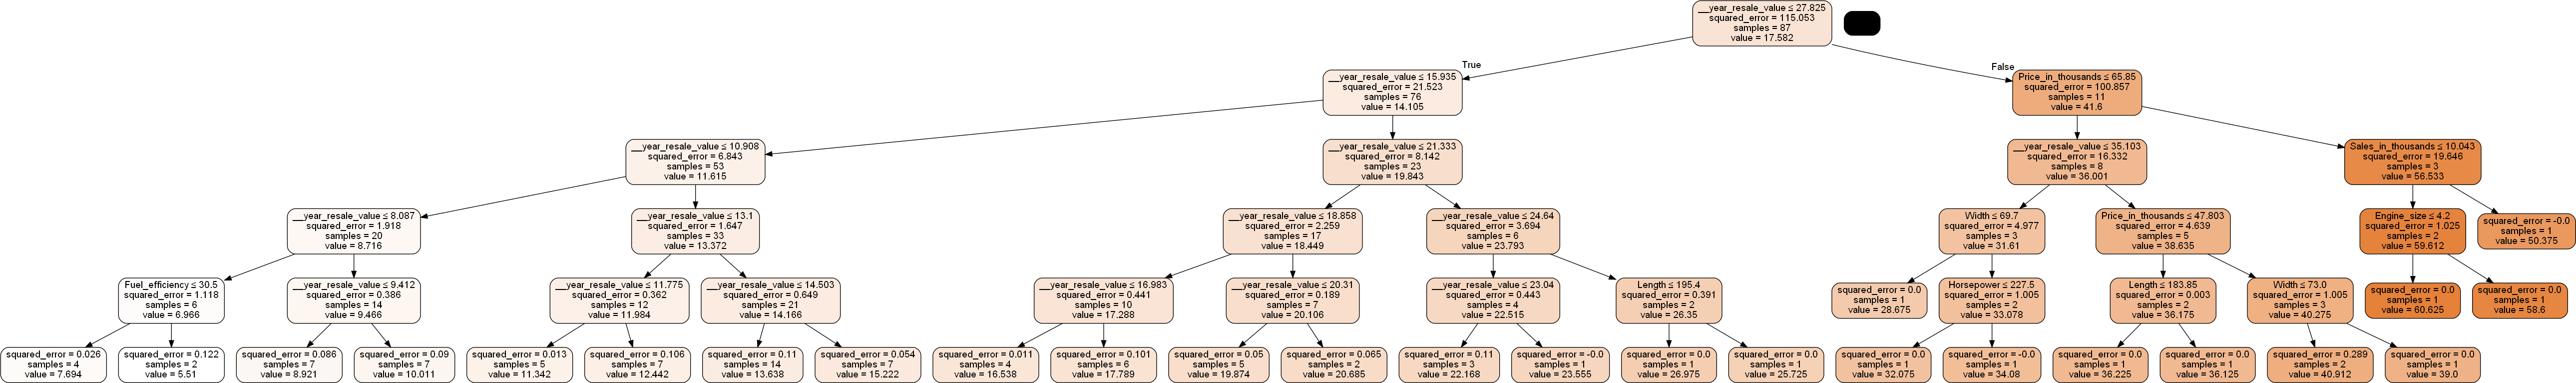 __year_resale_value ≤ 27.825
squared_error = 115.053
samples = 87
value = 17.582
True
False
__year_resale_value ≤ 15.935
squared_error = 21.523
samples = 76
value = 14.105
Price_in_thousands ≤ 65.85
squared_error = 100.857
samples = 11
value = 41.6
__year_resale_value ≤ 10.908
squared_error = 6.843
samples = 53
value = 11.615
__year_resale_value ≤ 21.333
squared_error = 8.142
samples = 23
value = 19.843
__year_resale_value ≤ 35.103
squared_error = 16.332
samples = 8
value = 36.001
Sales_in_thousands ≤ 10.043
squared_error = 19.646
samples = 3
value = 56.533
__year_resale_value ≤ 8.087
squared_error = 1.918
samples = 20
value = 8.716
__year_resale_value ≤ 13.1
squared_error = 1.647
samples = 33
value = 13.372
__year_resale_value ≤ 18.858
squared_error = 2.259
samples = 17
value = 18.449
__year_resale_value ≤ 24.64
squared_error = 3.694
samples = 6
value = 23.793
Width ≤ 69.7
squared_error = 4.977
samples = 3
value = 31.61
Price_in_thousands ≤ 47.803
squared_error = 4.639
samples = 5
value = 38.635
Engine_size ≤ 4.2
squared_error = 1.025
samples = 2
value = 59.612
squared_error = -0.0
samples = 1
value = 50.375
Fuel_efficiency ≤ 30.5
squared_error = 1.118
samples = 6
value = 6.966
__year_resale_value ≤ 9.412
squared_error = 0.386
samples = 14
value = 9.466
__year_resale_value ≤ 11.775
squared_error = 0.362
samples = 12
value = 11.984
__year_resale_value ≤ 14.503
squared_error = 0.649
samples = 21
value = 14.166
__year_resale_value ≤ 16.983
squared_error = 0.441
samples = 10
value = 17.288
__year_resale_value ≤ 20.31
squared_error = 0.189
samples = 7
value = 20.106
__year_resale_value ≤ 23.04
squared_error = 0.443
samples = 4
value = 22.515
Length ≤ 195.4
squared_error = 0.391
samples = 2
value = 26.35
squared_error = 0.0
samples = 1
value = 28.675
Horsepower ≤ 227.5
squared_error = 1.005
samples = 2
value = 33.078
Length ≤ 183.85
squared_error = 0.003
samples = 2
value = 36.175
Width ≤ 73.0
squared_error = 1.005
samples = 3
value = 40.275
squared_error = 0.0
samples = 1
value = 60.625
squared_error = 0.0
samples = 1
value = 58.6
squared_error = 0.026
samples = 4
value = 7.694
squared_error = 0.122
samples = 2
value = 5.51
squared_error = 0.086
samples = 7
value = 8.921
squared_error = 0.09
samples = 7
value = 10.011
squared_error = 0.013
samples = 5
value = 11.342
squared_error = 0.106
samples = 7
value = 12.442
squared_error = 0.11
samples = 14
value = 13.638
squared_error = 0.054
samples = 7
value = 15.222
squared_error = 0.011
samples = 4
value = 16.538
squared_error = 0.101
samples = 6
value = 17.789
squared_error = 0.05
samples = 5
value = 19.874
squared_error = 0.065
samples = 2
value = 20.685
squared_error = 0.11
samples = 3
value = 22.168
squared_error = -0.0
samples = 1
value = 23.555
squared_error = 0.0
samples = 1
value = 26.975
squared_error = 0.0
samples = 1
value = 25.725
squared_error = 0.0
samples = 1
value = 32.075
squared_error = -0.0
samples = 1
value = 34.08
squared_error = 0.0
samples = 1
value = 36.225
squared_error = 0.0
samples = 1
value = 36.125
squared_error = 0.289
samples = 2
value = 40.912
squared_error = 0.0
samples = 1
value = 39.0